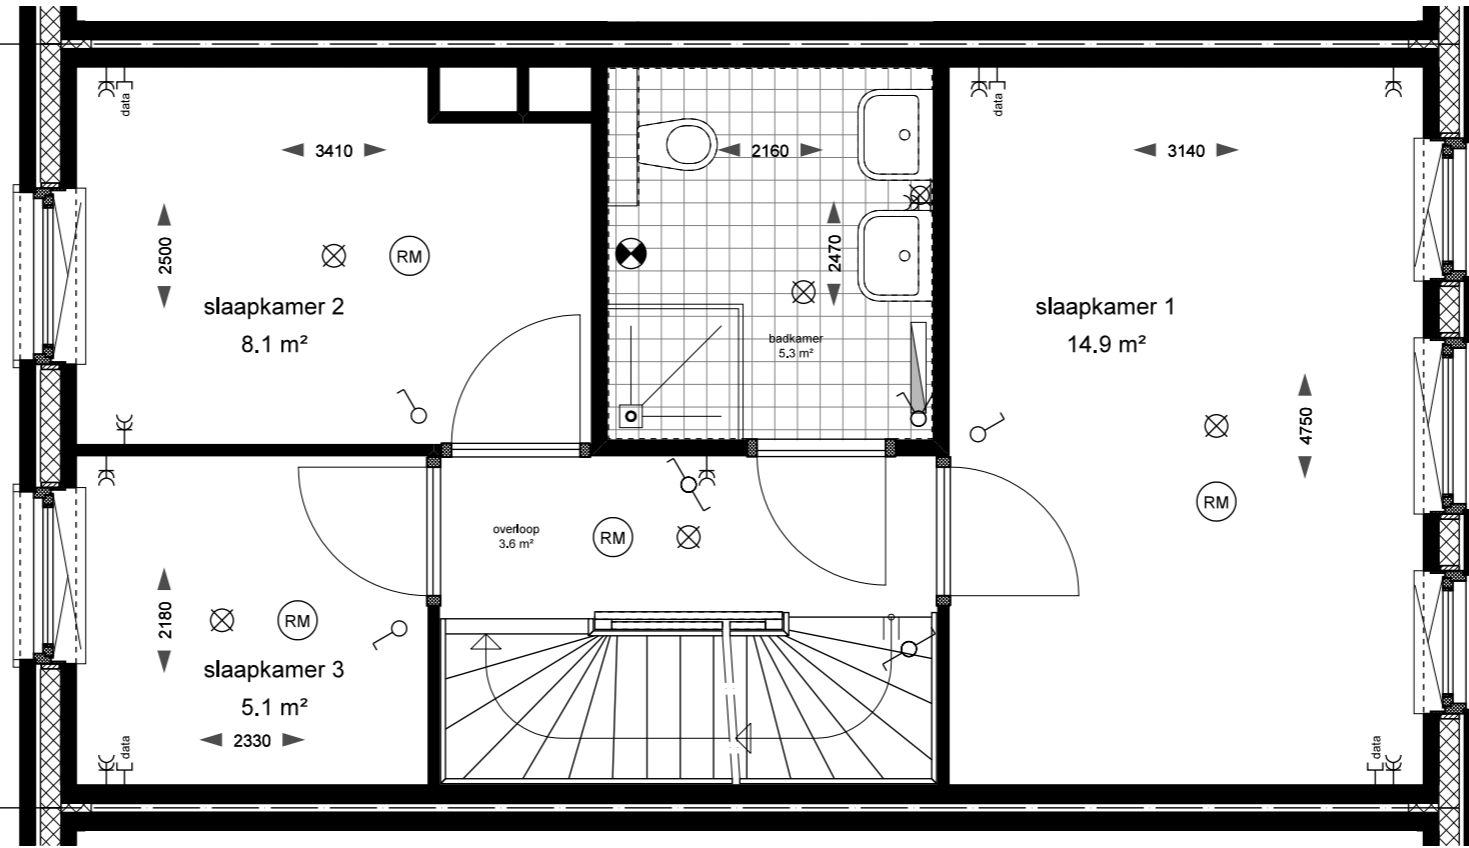 data
3410
2500
RM
slaapkamer 2
8.1 m²
2160
2470
badkamer
5.3 m²
data
3140
slaapkamer 1
14.9 m²
4750
RM
overloop
3.6 m²
RM
2180
RM
slaapkamer 3
5.1 m²
2330
data
data